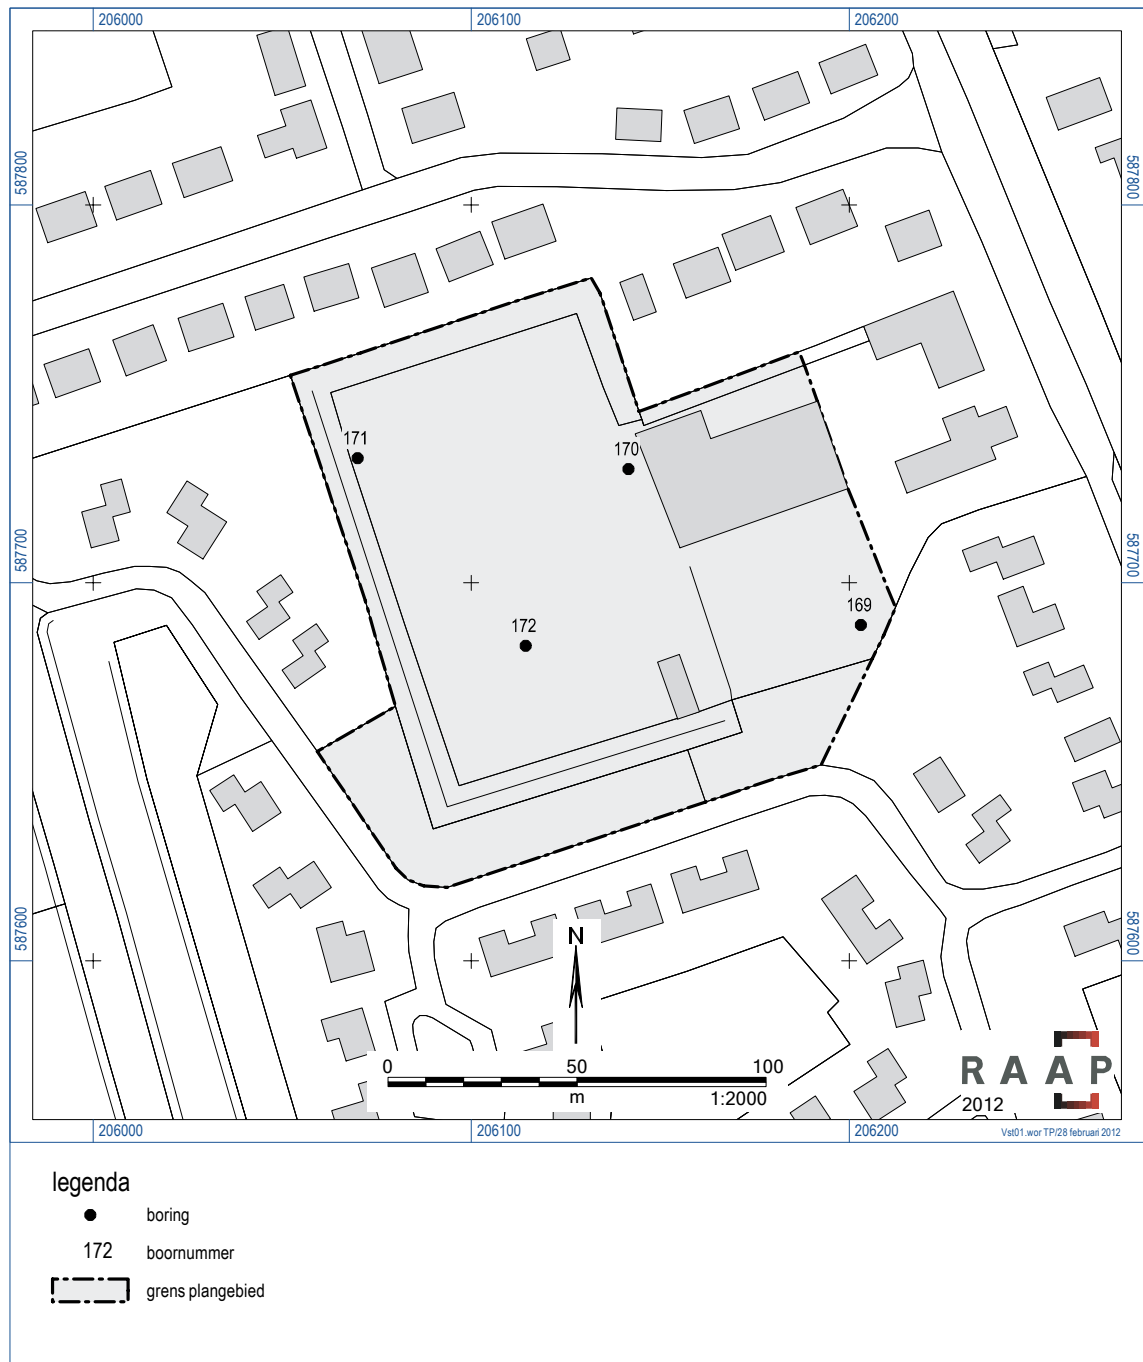 206000 206100 206200
587800 587800
171
170
587700 587700
169
172
587600 587600
N
0 50 100
m 1:2000
RAAP
2012
206000 206100 206200
Vst01.wor TP/28 februari 2012
legenda
boring
172 boornummer
grens plangebied